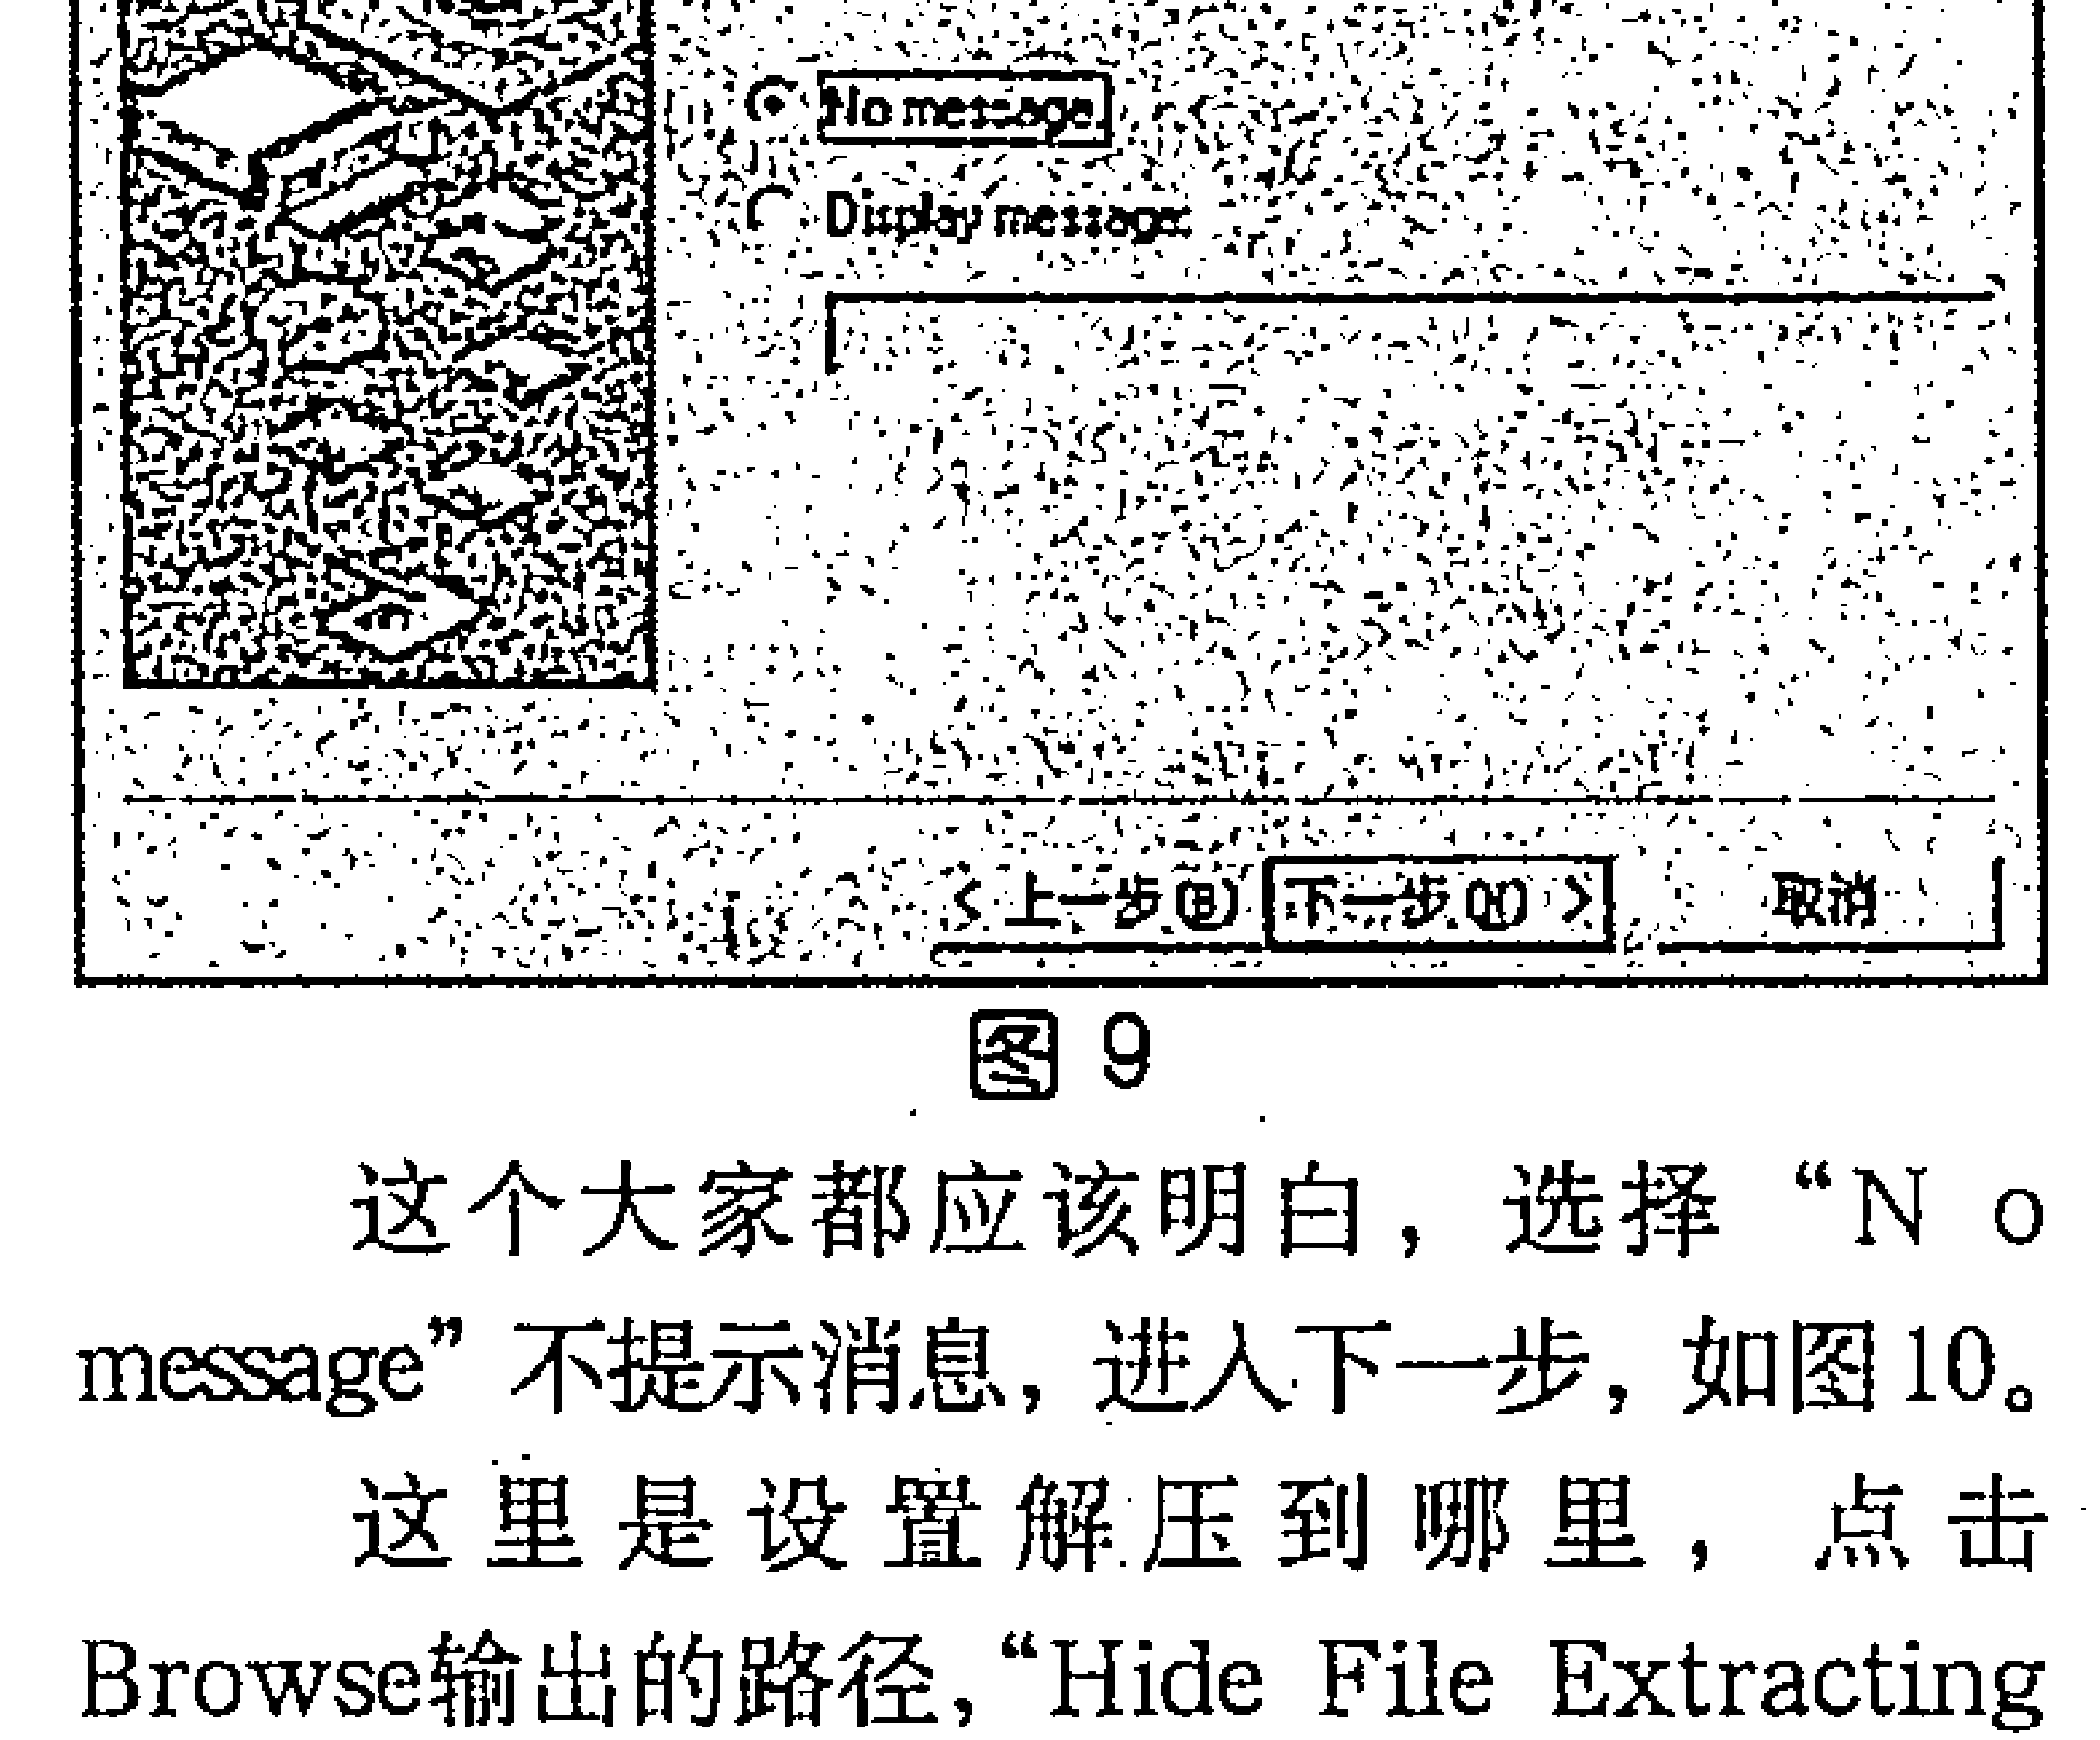 No message.
Display message:
< 上一步(B) 下一步(N) > 取消
图 9
这个大家都应该明白，选择“No
message”不提示消息，进入下一步，如图10。
这里是设置解压到哪里，点击
Browse输出的路径，“Hide File Extracting